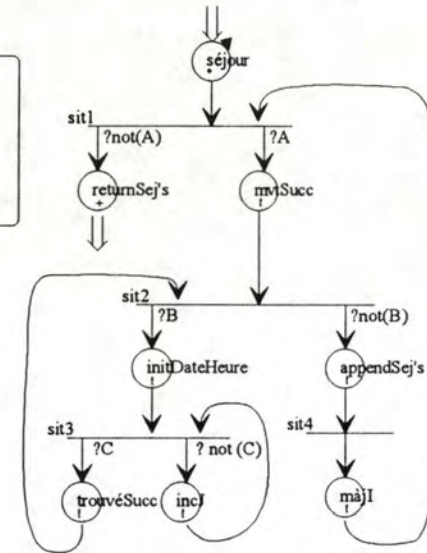 séjour
sit1
?not(A) ?A
returnSej's mvtSucc
sit2
?B ?not(B)
initDateHeure appendSej's
sit3 sit4
?C ? not (C)
trouvéSucc incJ màjI